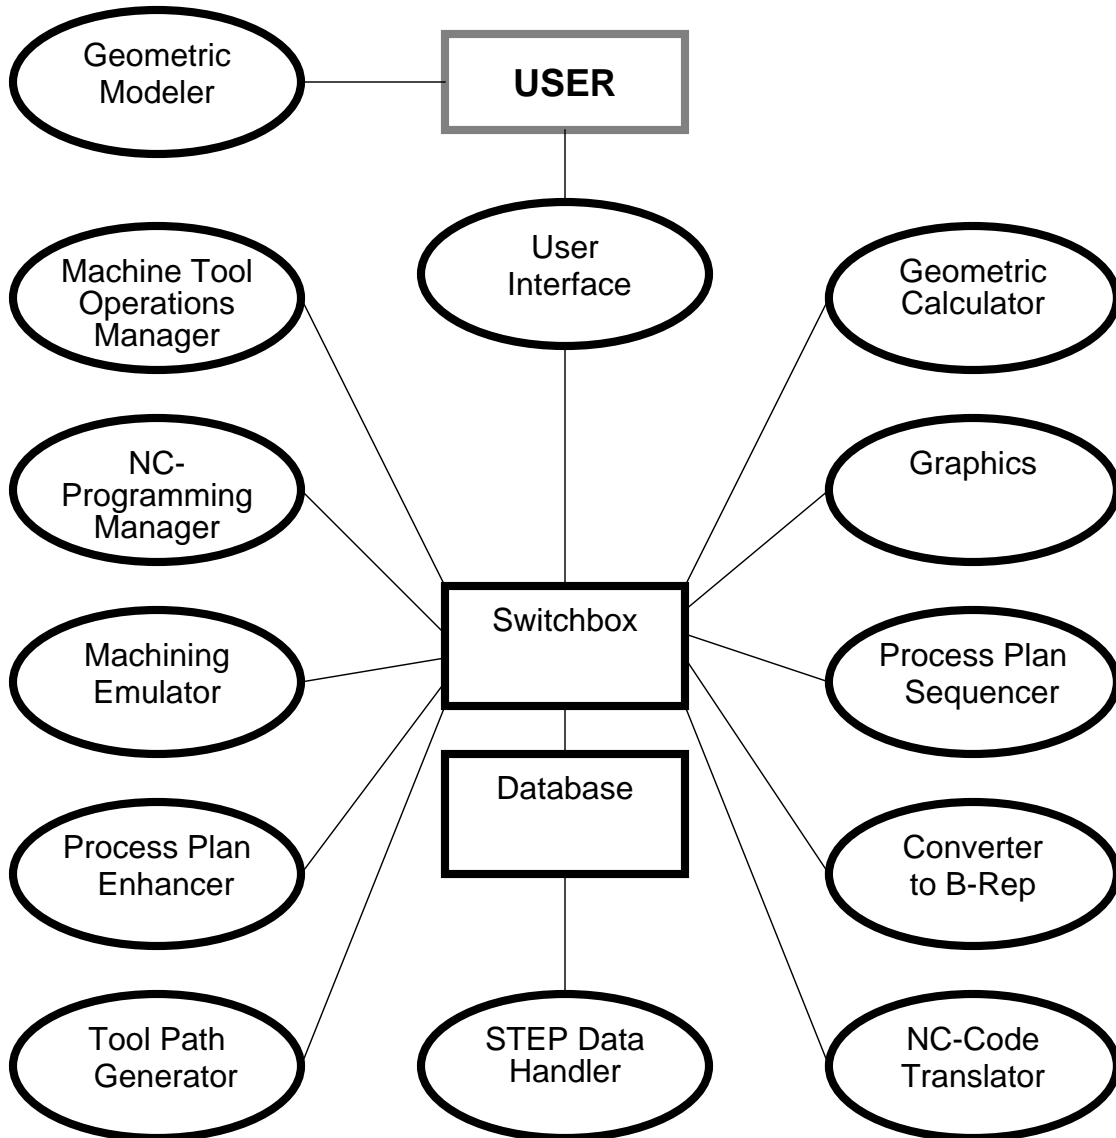 Geometric
Modeler
USER
User
Interface
Machine Tool
Operations
Manager
Geometric
Calculator
NC-
Programming
Manager
Graphics
Switchbox
Machining
Emulator
Process Plan
Sequencer
Database
Process Plan
Enhancer
Converter
to B-Rep
Tool Path
Generator
STEP Data
Handler
NC-Code
Translator